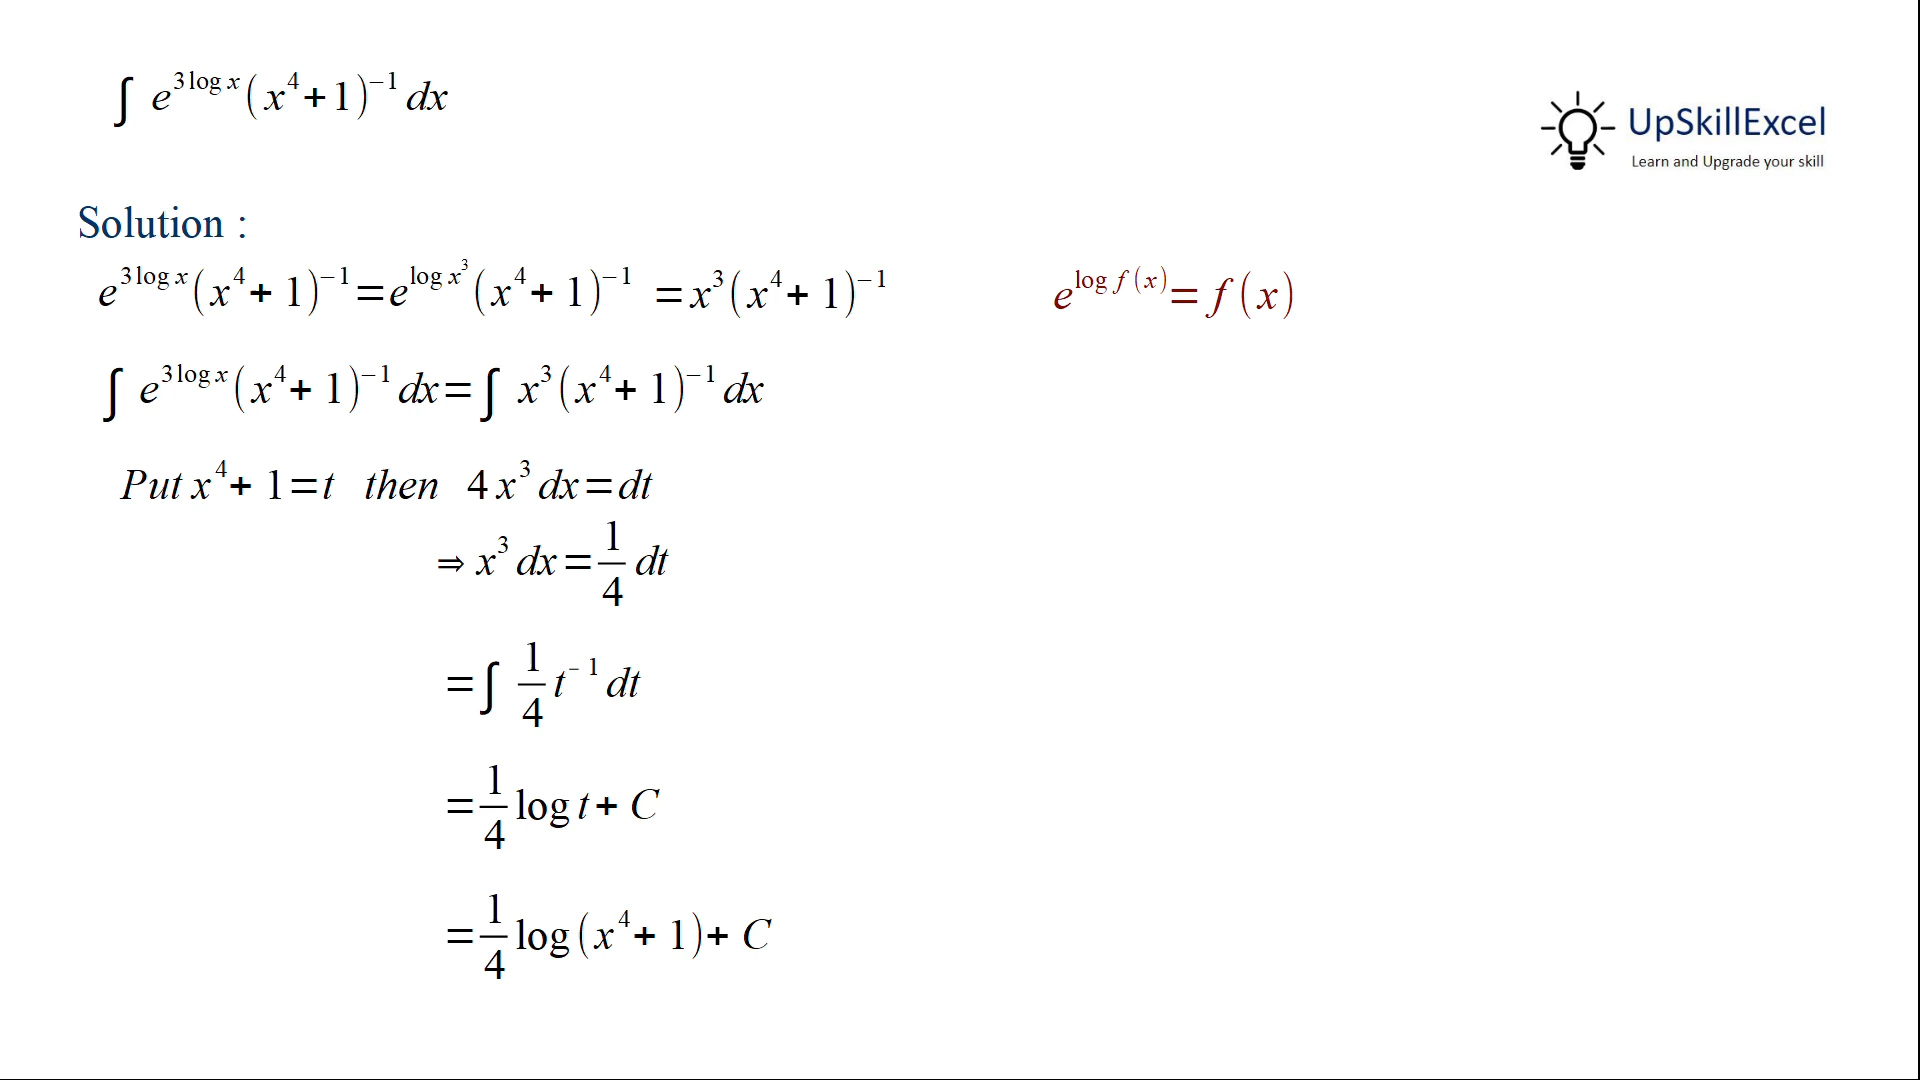 ∫ e^{3 log x} (x^4+1)^{−1} dx
UpSkillExcel
Learn and Upgrade your skill
Solution :
e^{3 log x} (x^4+ 1)^{−1} = e^{log x^3} (x^4+ 1)^{−1} = x^3 (x^4+ 1)^{−1} e^{log f(x)} = f(x)
∫ e^{3 log x} (x^4+ 1)^{−1} dx = ∫ x^3 (x^4+ 1)^{−1} dx
Put x^4+ 1 = t then 4 x^3 dx = dt
⇒ x^3 dx = 1/4 dt
= ∫ 1/4 t^{− 1} dt
= 1/4 log t + C
= 1/4 log (x^4+ 1) + C